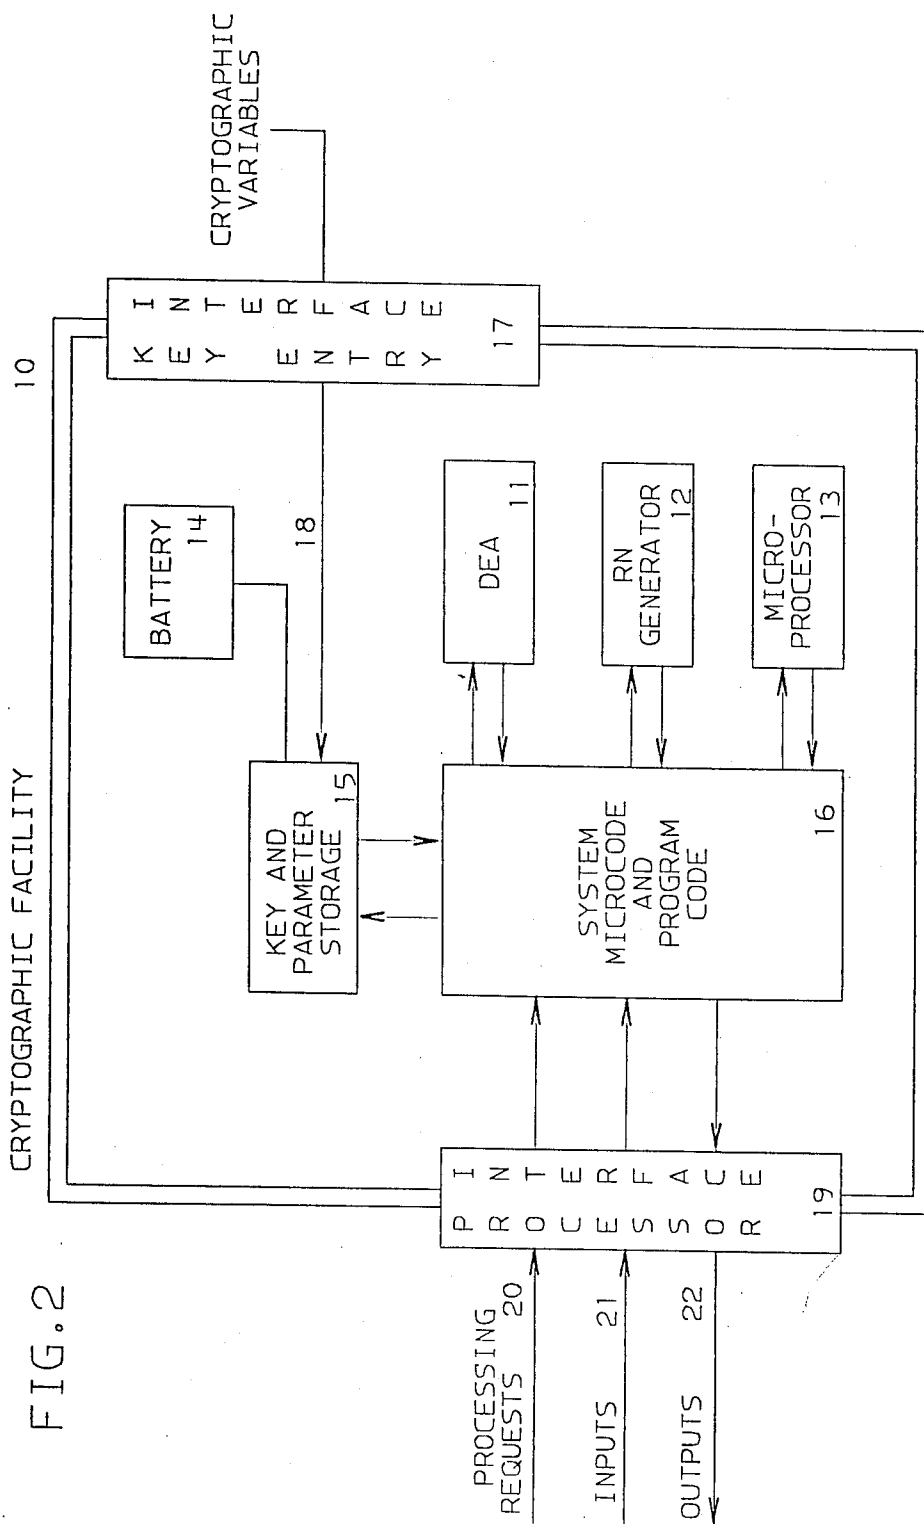 FIG.2
CRYPTOGRAPHIC FACILITY
10
PROCESSING
REQUESTS 20
INPUTS 21
OUTPUTS 22
PROCESSOR
INTERFACE
19
KEY AND
PARAMETER
STORAGE
15
SYSTEM
MICROCODE
AND
PROGRAM
CODE
16
BATTERY
14
18
DEA
11
RN
GENERATOR
12
MICRO-
PROCESSOR
13
KEY ENTRY
INTERFACE
17
CRYPTOGRAPHIC
VARIABLES